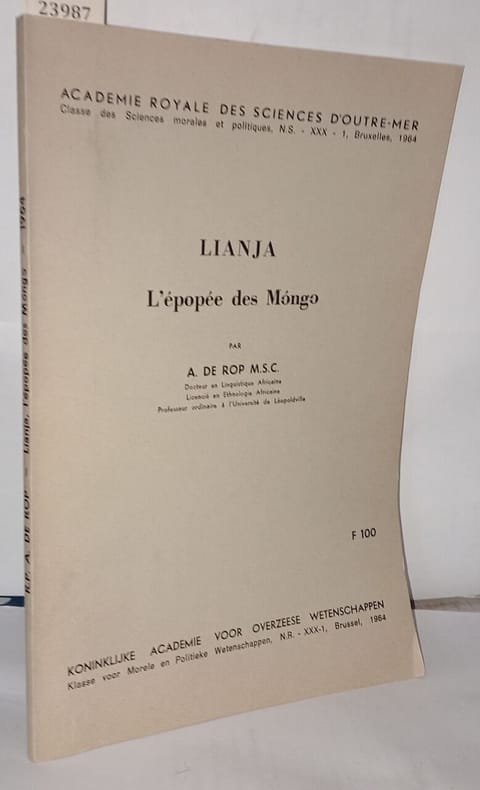 23987
ACADEMIE ROYALE DES SCIENCES D'OUTRE-MER
Classe des Sciences morales et politiques, N.S. - XXX - 1, Bruxelles, 1964
LIANJA
L'épopée des Mɔ́ngɔ
PAR
A. DE ROP M.S.C.
Docteur en Linguistique Africaine
Licencié en Ethnologie Africaine
Professeur ordinaire à l'Université de Léopoldville
F 100
KONINKLIJKE ACADEMIE VOOR OVERZEESE WETENSCHAPPEN
Klasse voor Morele en Politieke Wetenschappen, N.R. - XXX-1, Brussel, 1964
R.P. A. DE ROP - Lianja, l'épopée des Mɔ́ngɔ - 1964